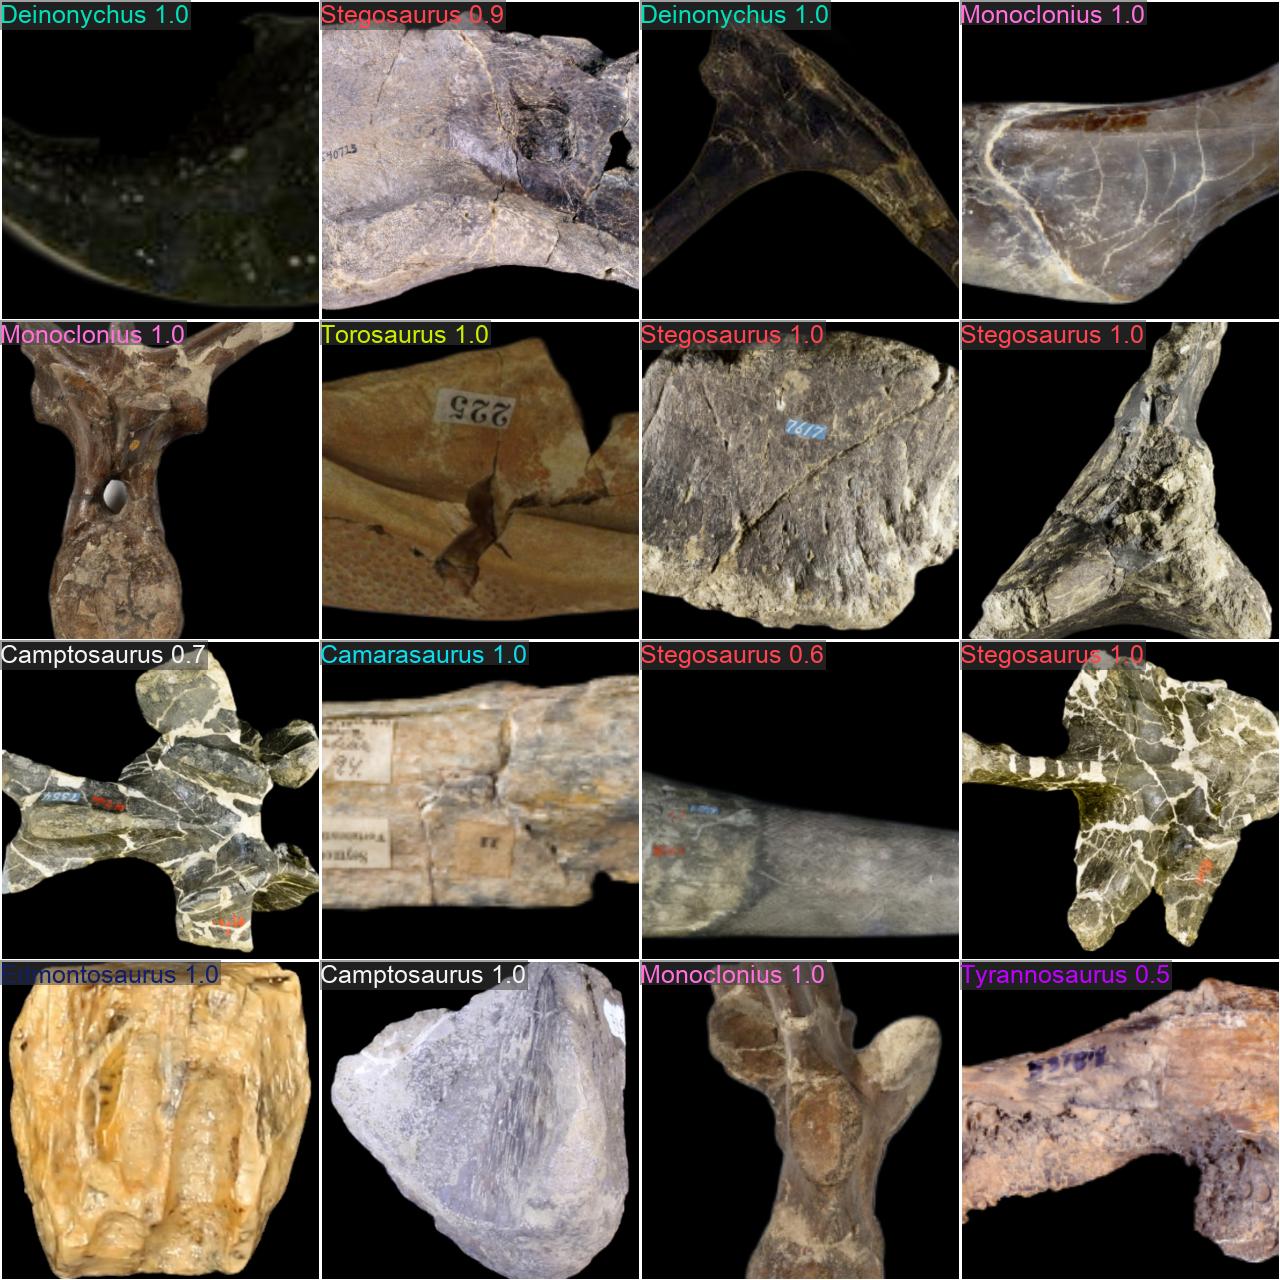 Deinonychus 1.0
Stegosaurus 0.9
Deinonychus 1.0
Monoclonius 1.0
Monoclonius 1.0
Torosaurus 1.0
225
Stegosaurus 1.0
7617
Stegosaurus 1.0
Camptosaurus 0.7
Camarasaurus 1.0
Stegosaurus 0.6
Stegosaurus 1.0
Edmontosaurus 1.0
Camptosaurus 1.0
Monoclonius 1.0
Tyrannosaurus 0.5